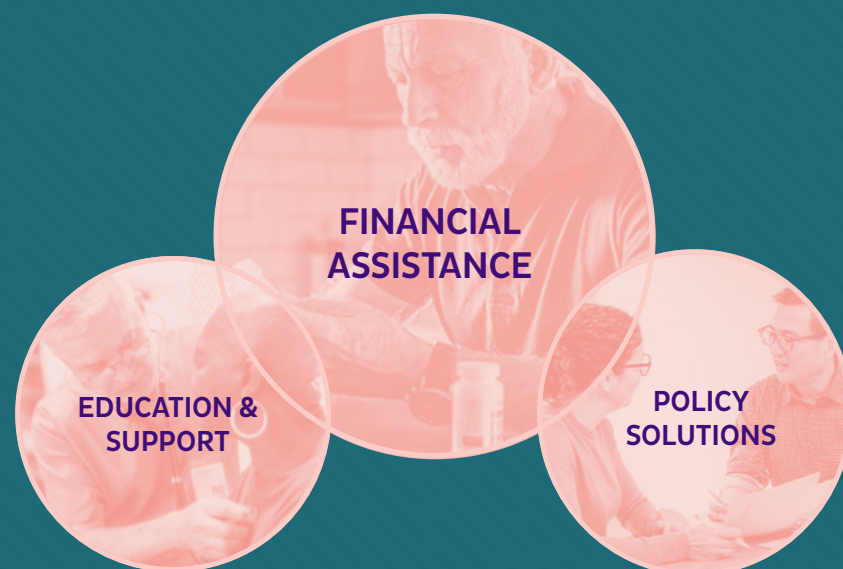 FINANCIAL
ASSISTANCE
EDUCATION &
SUPPORT
POLICY
SOLUTIONS